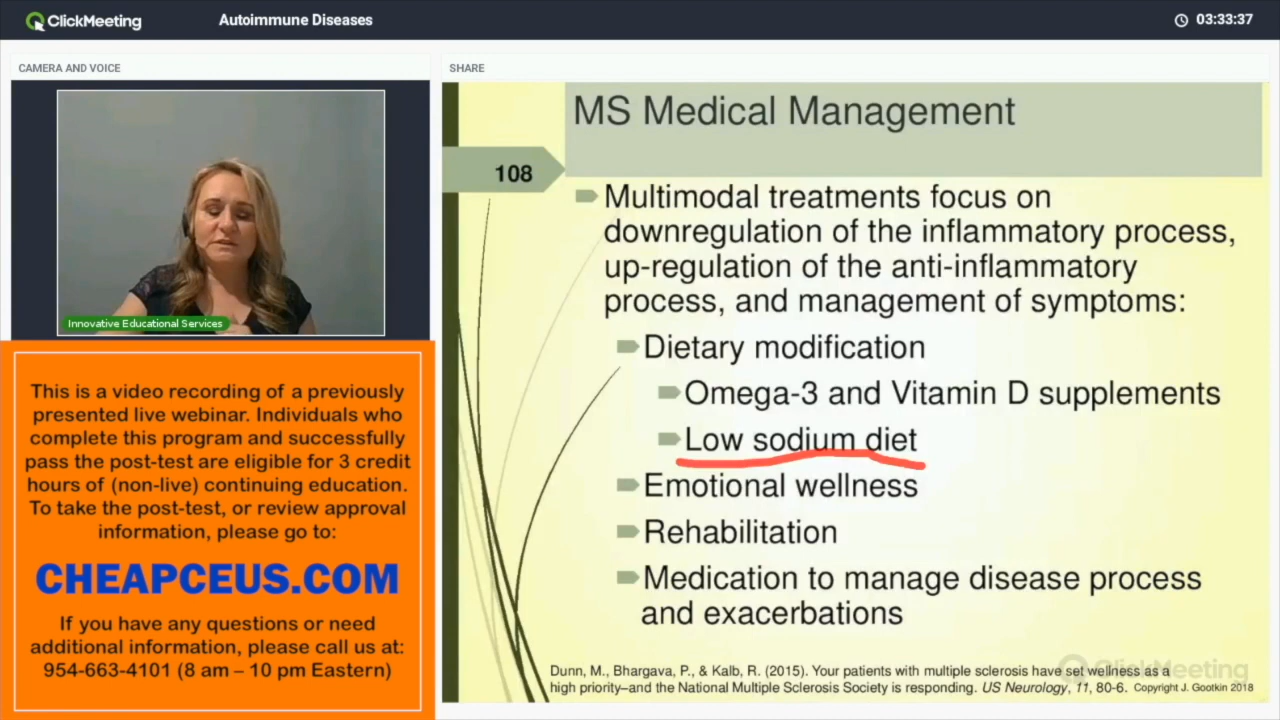 ClickMeeting
Autoimmune Diseases
03:33:37
CAMERA AND VOICE
Innovative Educational Services
This is a video recording of a previously
presented live webinar. Individuals who
complete this program and successfully
pass the post-test are eligible for 3 credit
hours of (non-live) continuing education.
To take the post-test, or review approval
information, please go to:
CHEAPCEUS.COM
If you have any questions or need
additional information, please call us at:
954-663-4101 (8 am – 10 pm Eastern)
SHARE
MS Medical Management
108
Multimodal treatments focus on
downregulation of the inflammatory process,
up-regulation of the anti-inflammatory
process, and management of symptoms:
Dietary modification
Omega-3 and Vitamin D supplements
Low sodium diet
Emotional wellness
Rehabilitation
Medication to manage disease process
and exacerbations
Dunn, M., Bhargava, P., & Kalb, R. (2015). Your patients with multiple sclerosis have set wellness as a
high priority–and the National Multiple Sclerosis Society is responding. US Neurology, 11, 80-6. Copyright J. Gootkin 2018
ClickMeeting